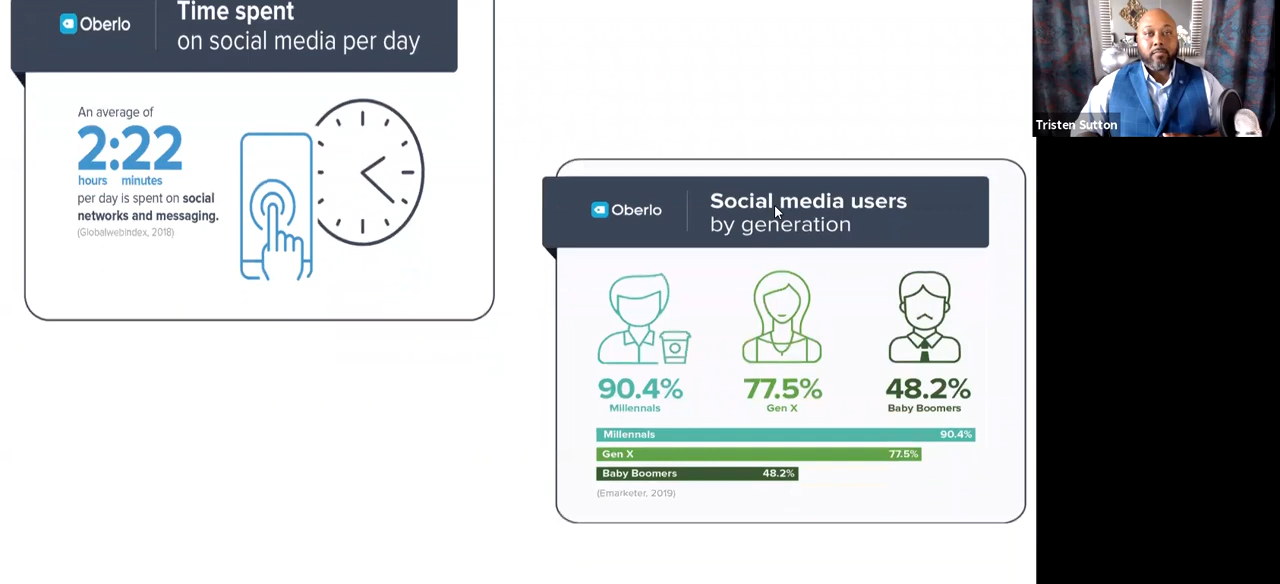 Oberlo
Time spent
on social media per day
An average of
2:22
hours minutes
per day is spent on social
networks and messaging.
(Globalwebindex, 2018)
Tristen Sutton
Oberlo
Social media users
by generation
90.4%
Millennals
77.5%
Gen X
48.2%
Baby Boomers
Millennals 90.4%
Gen X 77.5%
Baby Boomers 48.2%
(Emarketer, 2019)